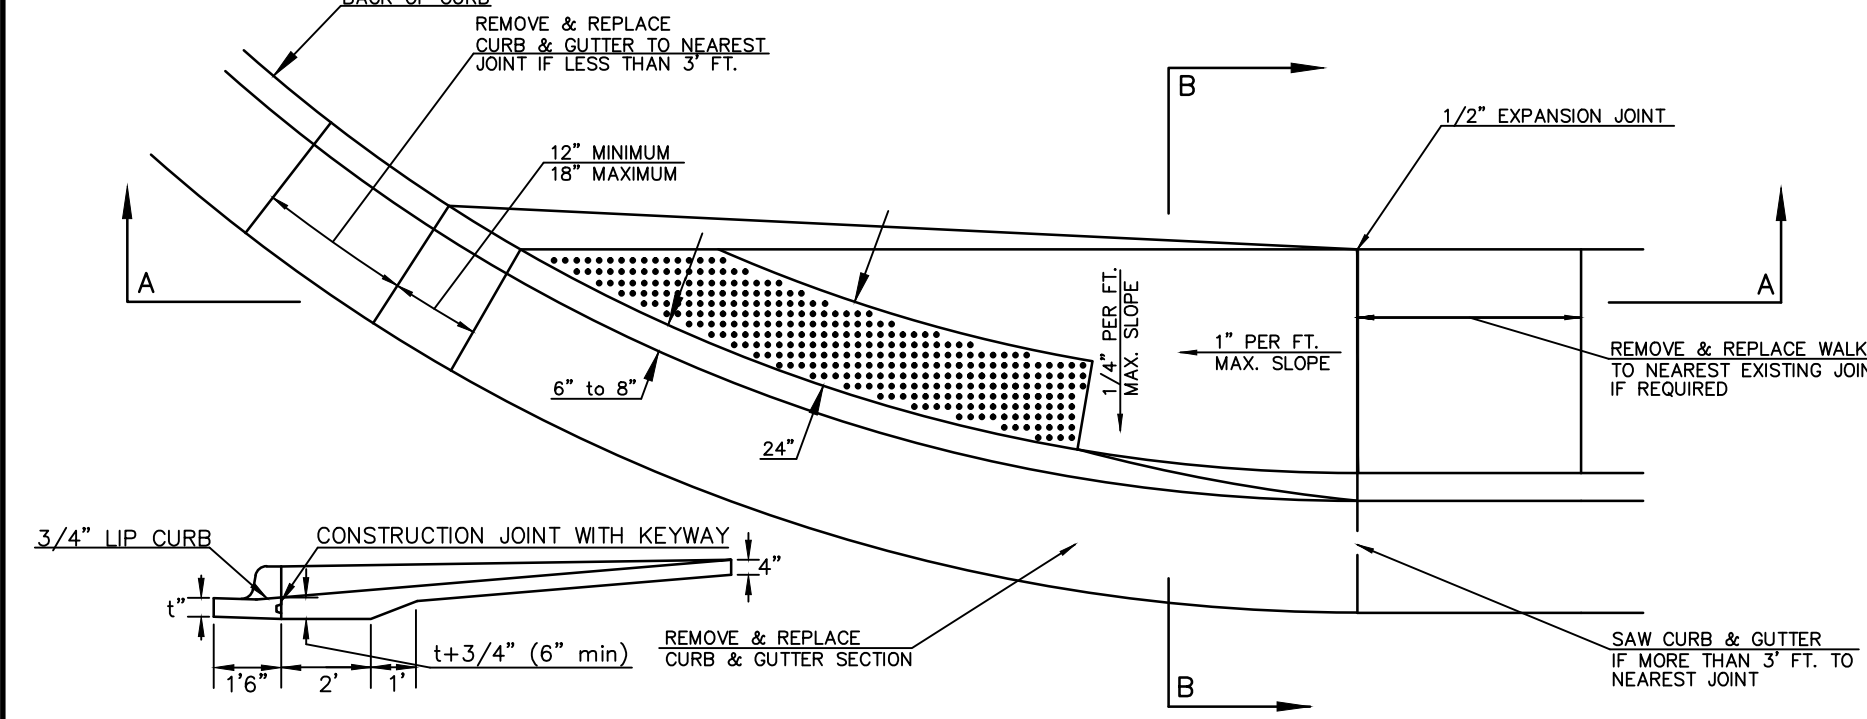 BACK OF CURB
REMOVE & REPLACE
CURB & GUTTER TO NEAREST
JOINT IF LESS THAN 3' FT.
B
1/2" EXPANSION JOINT
12" MINIMUM
18" MAXIMUM
A
A
1/4" PER FT.
MAX. SLOPE
1" PER FT.
MAX. SLOPE
REMOVE & REPLACE WALK
TO NEAREST EXISTING
IF REQUIRED
6" to 8"
24"
3/4" LIP CURB
CONSTRUCTION JOINT WITH KEYWAY
4"
t"
t+3/4" (6" min)
1'6"
2'
1'
REMOVE & REPLACE
CURB & GUTTER SECTION
B
SAW CURB & GUTTER
IF MORE THAN 3' FT. TO
NEAREST JOINT